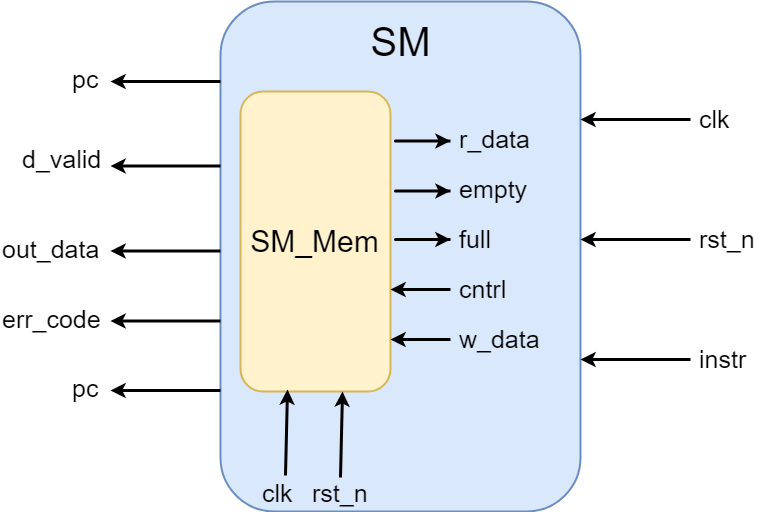 SM
pc
d_valid
out_data
err_code
pc
SM_Mem
r_data
empty
full
cntrl
w_data
clk
rst_n
clk
rst_n
instr